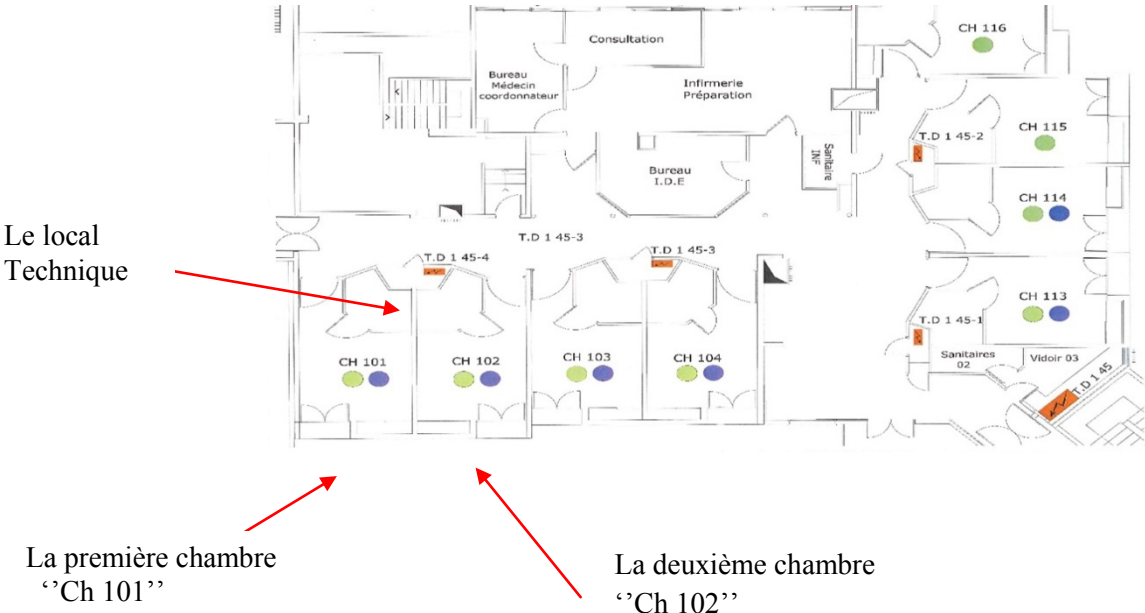 CH 116
Consultation
Bureau
Médecin
coordonnateur
Infirmerie
Préparation
T.D 1 45-2
CH 115
Sanitaire
INF
Bureau
I.D.E
CH 114
Le local
Technique
T.D 1 45-3
T.D 1 45-4
T.D 1 45-3
CH 113
T.D 1 45-1
CH 101
CH 102
CH 103
CH 104
Sanitaires
02
Vidoir 03
T.D 1 45
La première chambre
‘’Ch 101’’
La deuxième chambre
‘’Ch 102’’